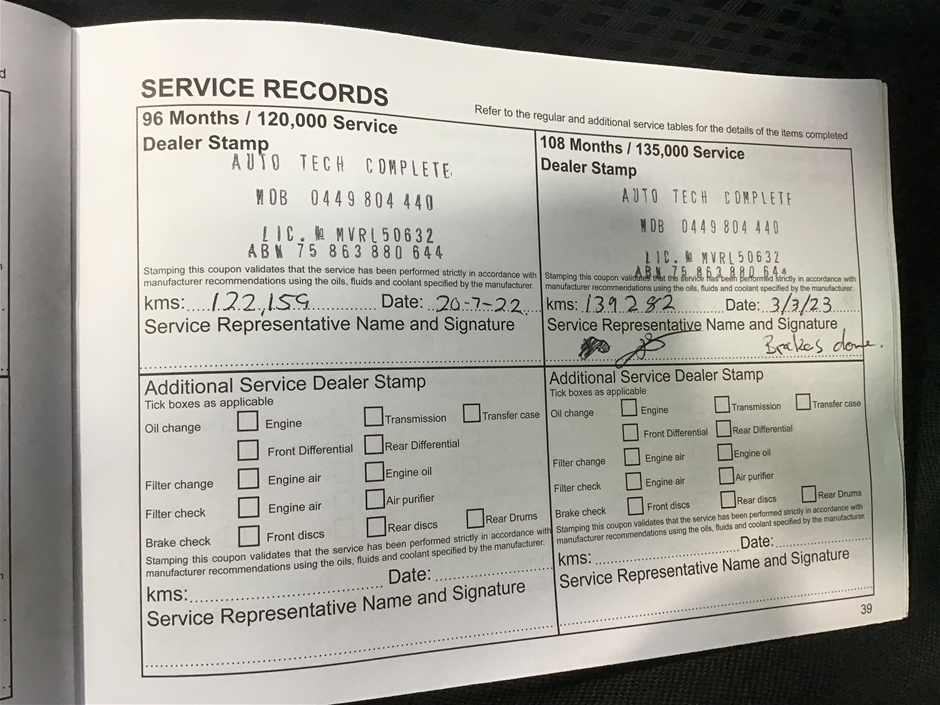 SERVICE RECORDS
Refer to the regular and additional service tables for the details of the items completed
96 Months / 120,000 Service
Dealer Stamp
AUTO TECH COMPLETE
MOB 0449 804 440
LIC. № MVRL50632
ABN 75 863 880 644
Stamping this coupon validates that the service has been performed strictly in accordance with
manufacturer recommendations using the oils, fluids and coolant specified by the manufacturer.
kms: 122,159 Date: 20-7-22
Service Representative Name and Signature
Additional Service Dealer Stamp
Tick boxes as applicable
Oil change Engine Transmission Transfer case
Front Differential Rear Differential
Filter change Engine air Engine oil
Filter check Engine air Air purifier
Brake check Front discs Rear discs Rear Drums
Stamping this coupon validates that the service has been performed strictly in accordance with
manufacturer recommendations using the oils, fluids and coolant specified by the manufacturer.
kms: Date:
Service Representative Name and Signature
108 Months / 135,000 Service
Dealer Stamp
AUTO TECH COMPLETE
MOB 0449 804 440
LIC. № MVRL50632
ABN 75 863 880 644
Stamping this coupon validates that the service has been performed strictly in accordance with
manufacturer recommendations using the oils, fluids and coolant specified by the manufacturer.
kms: 139282 Date: 3/3/23
Service Representative Name and Signature
Brakes done.
Additional Service Dealer Stamp
Tick boxes as applicable
Oil change Engine Transmission Transfer case
Front Differential Rear Differential
Filter change Engine air Engine oil
Filter check Engine air Air purifier
Brake check Front discs Rear discs Rear Drums
Stamping this coupon validates that the service has been performed strictly in accordance with
manufacturer recommendations using the oils, fluids and coolant specified by the manufacturer.
kms: Date:
Service Representative Name and Signature
39